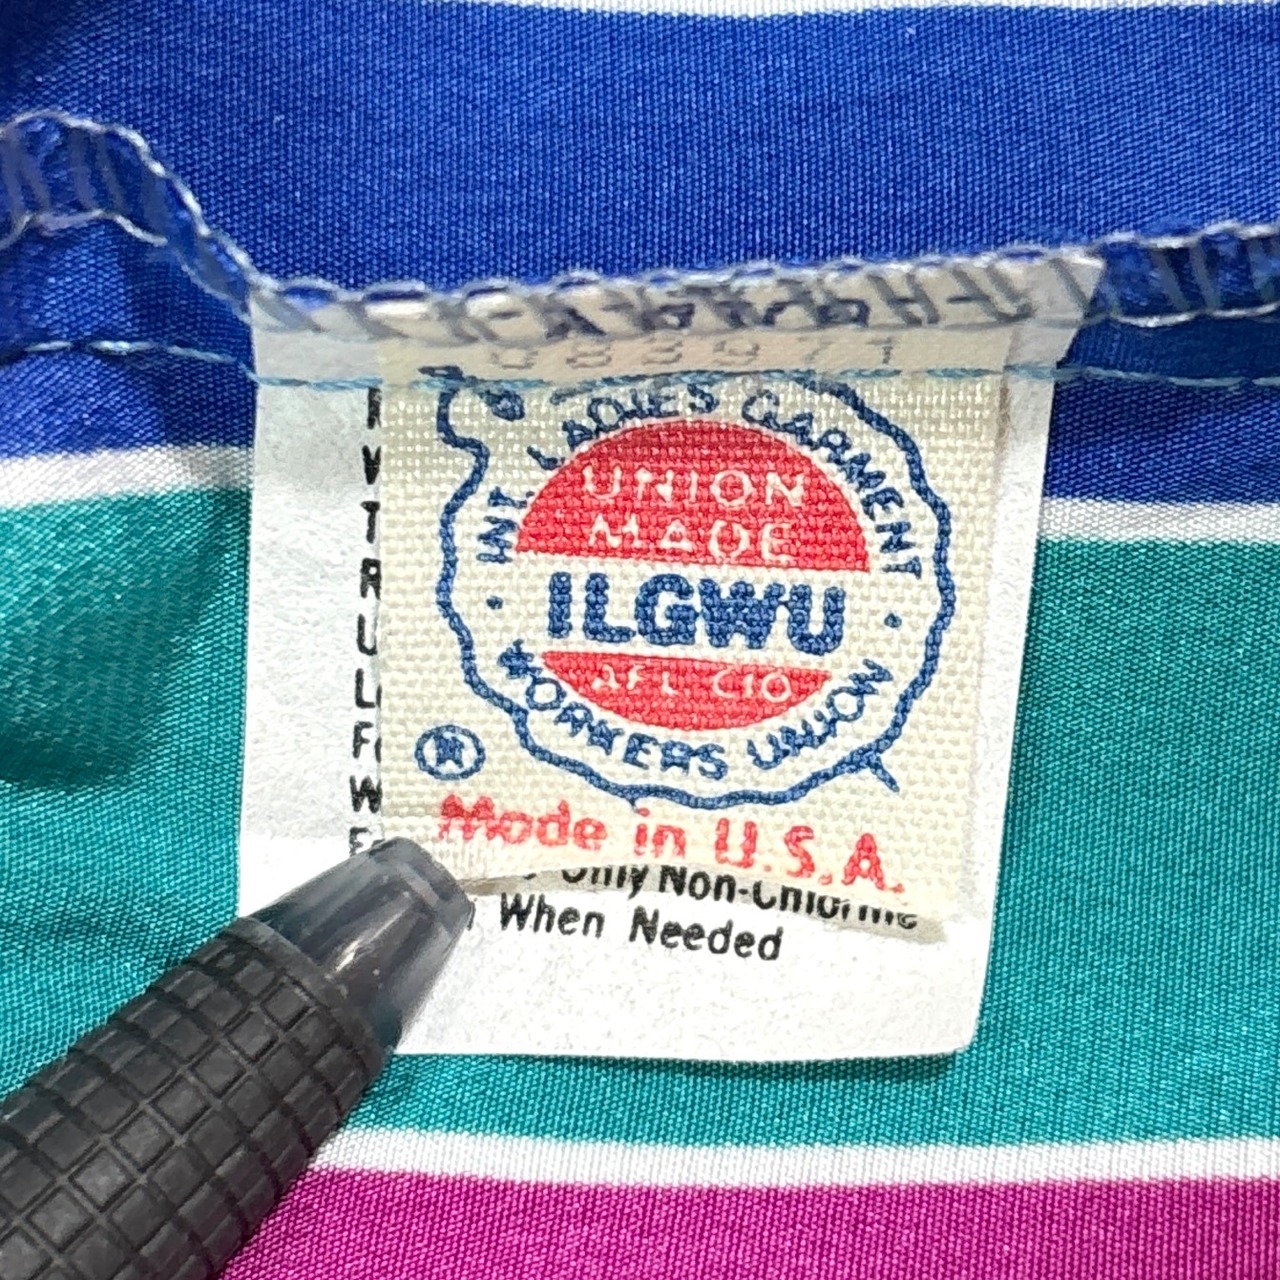 INT. LADIES GARMENT
UNION
MADE
ILGWU
AFL CIO
WORKERS UNION
®
Made in U.S.A.
Only Non-Chlorine
When Needed